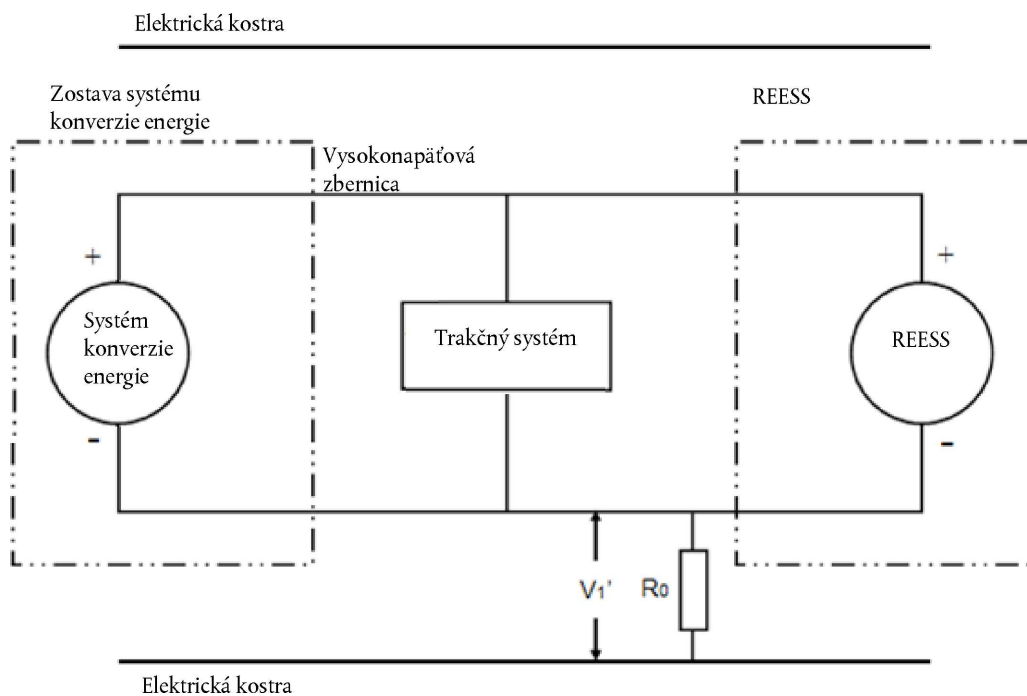 Elektrická kostra
Zostava systému
konverzie energie
REESS
Vysokonapäťová
zbernica
+
+
Systém
konverzie
energie
Trakčný systém
REESS
-
-
V1'
R0
Elektrická kostra